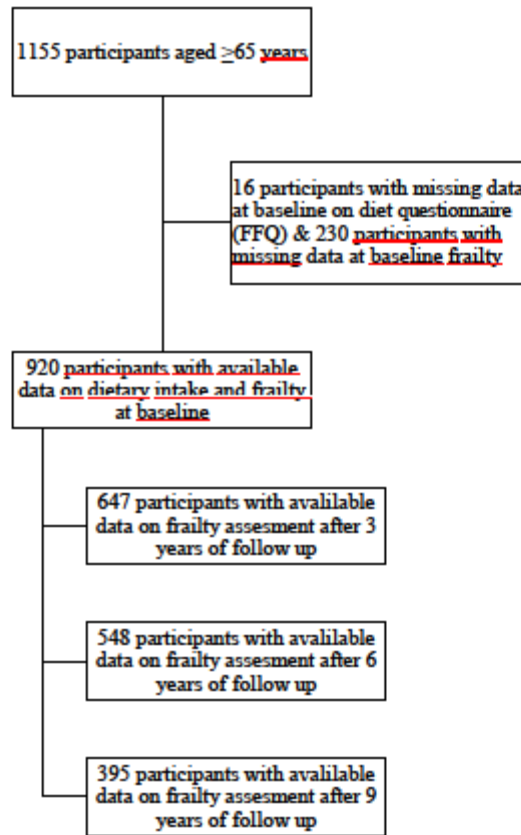 1155 participants aged ≥65 years
16 participants with missing data
at baseline on diet questionnaire
(FFQ) & 230 participants with
missing data at baseline frailty
920 participants with available
data on dietary intake and frailty
at baseline
647 participants with avalilable
data on frailty assesment after 3
years of follow up
548 participants with avalilable
data on frailty assesment after 6
years of follow up
395 participants with avalilable
data on frailty assesment after 9
years of follow up